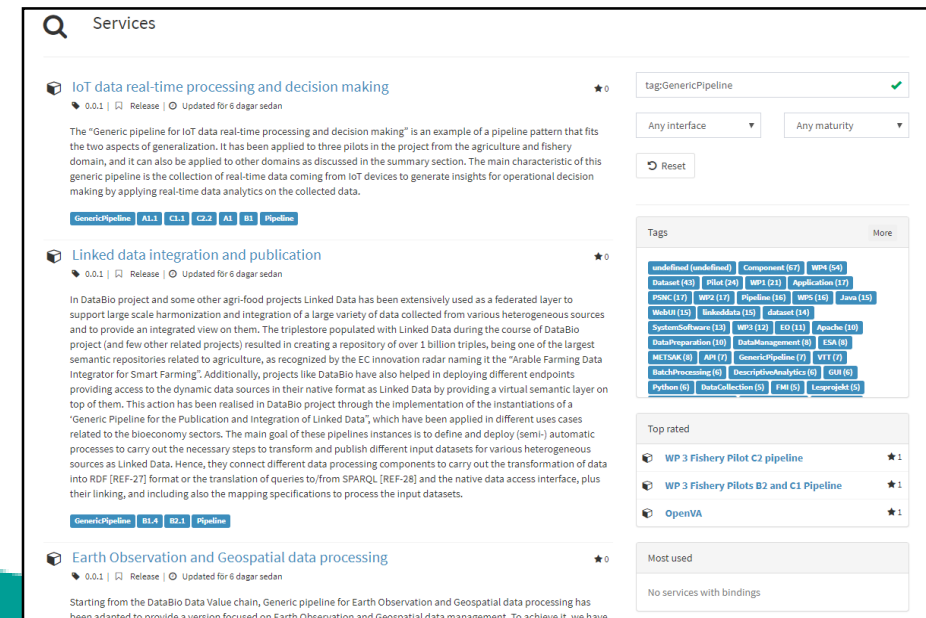 Services
IoT data real-time processing and decision making
0
0.0.1 | Release | Updated för 6 dagar sedan
The “Generic pipeline for IoT data real-time processing and decision making” is an example of a pipeline pattern that fits
the two aspects of generalization. It has been applied to three pilots in the project from the agriculture and fishery
domain, and it can also be applied to other domains as discussed in the summary section. The main characteristic of this
generic pipeline is the collection of real-time data coming from IoT devices to generate insights for operational decision
making by applying real-time data analytics on the collected data.
GenericPipeline A1.1 C1.1 C2.2 A1 B1 Pipeline
Linked data integration and publication
0
0.0.1 | Release | Updated för 6 dagar sedan
In DataBio project and some other agri-food projects Linked Data has been extensively used as a federated layer to
support large scale harmonization and integration of a large variety of data collected from various heterogeneous sources
and to provide an integrated view on them. The triplestore populated with Linked Data during the course of DataBio
project (and few other related projects) resulted in creating a repository of over 1 billion triples, being one of the largest
semantic repositories related to agriculture, as recognized by the EC innovation radar naming it the “Arable Farming Data
Integrator for Smart Farming”. Additionally, projects like DataBio have also helped in deploying different endpoints
providing access to the dynamic data sources in their native format as Linked Data by providing a virtual semantic layer on
top of them. This action has been realised in DataBio project through the implementation of the instantiations of a
‘Generic Pipeline for the Publication and Integration of Linked Data”, which have been applied in different uses cases
related to the bioeconomy sectors. The main goal of these pipelines instances is to define and deploy (semi-) automatic
processes to carry out the necessary steps to transform and publish different input datasets for various heterogeneous
sources as Linked Data. Hence, they connect different data processing components to carry out the transformation of data
into RDF [REF-27] format or the translation of queries to/from SPARQL [REF-28] and the native data access interface, plus
their linking, and including also the mapping specifications to process the input datasets.
GenericPipeline B1.4 B2.1 Pipeline
Earth Observation and Geospatial data processing
0
0.0.1 | Release | Updated för 6 dagar sedan
Starting from the DataBio Data Value chain, Generic pipeline for Earth Observation and Geospatial data processing has
been adapted to provide a version focused on Earth Observation and Geospatial data management. To achieve it, we have
tag:GenericPipeline
Any interface Any maturity
Reset
Tags More
undefined (undefined) Component (67) WP4 (54)
Dataset (43) Pilot (24) WP1 (21) Application (17)
PSNC (17) WP2 (17) Pipeline (16) WP5 (16) Java (15)
WebUI (15) linkeddata (15) dataset (14)
SystemSoftware (13) WP3 (12) EO (11) Apache (10)
DataPreparation (10) DataManagement (8) ESA (8)
METSAK (8) API (7) GenericPipeline (7) VTT (7)
BatchProcessing (6) DescriptiveAnalytics (6) GUI (6)
Python (6) DataCollection (5) FMI (5) Lesprojekt (5)
Top rated
WP 3 Fishery Pilot C2 pipeline 1
WP 3 Fishery Pilots B2 and C1 Pipeline 1
OpenVA 1
Most used
No services with bindings